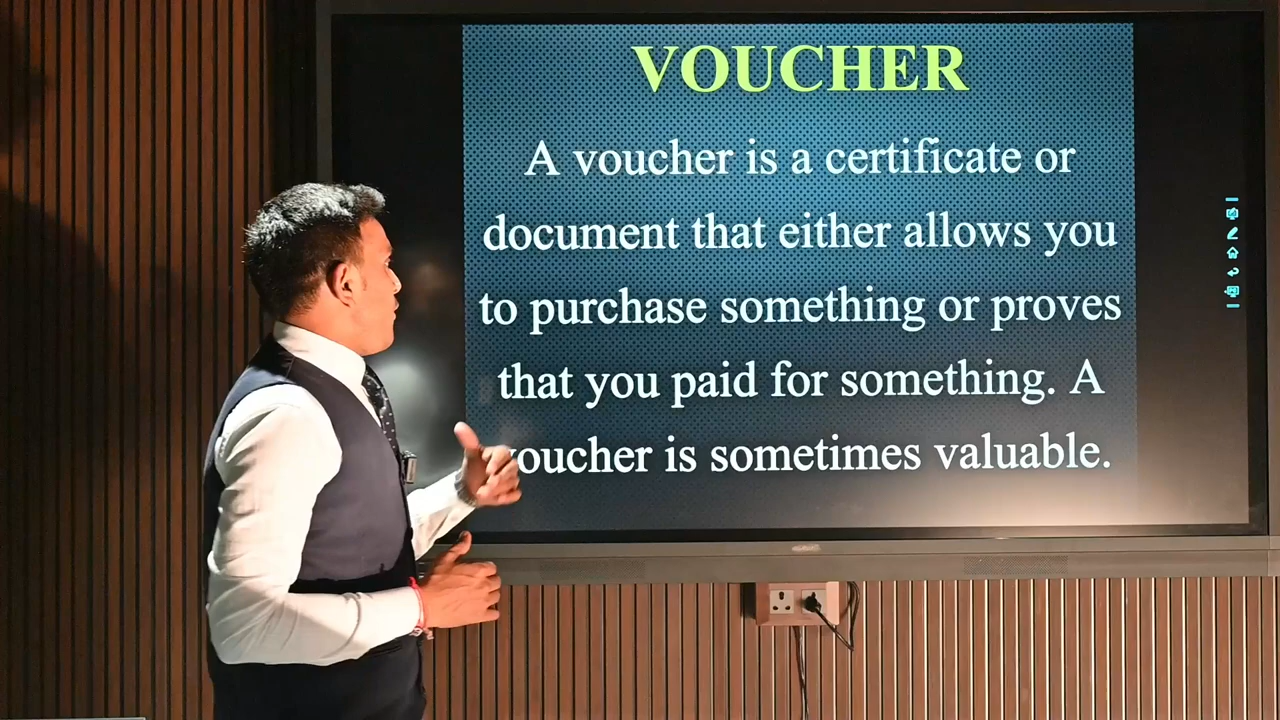 VOUCHER
A voucher is a certificate or
document that either allows you
to purchase something or proves
that you paid for something. A
voucher is sometimes valuable.